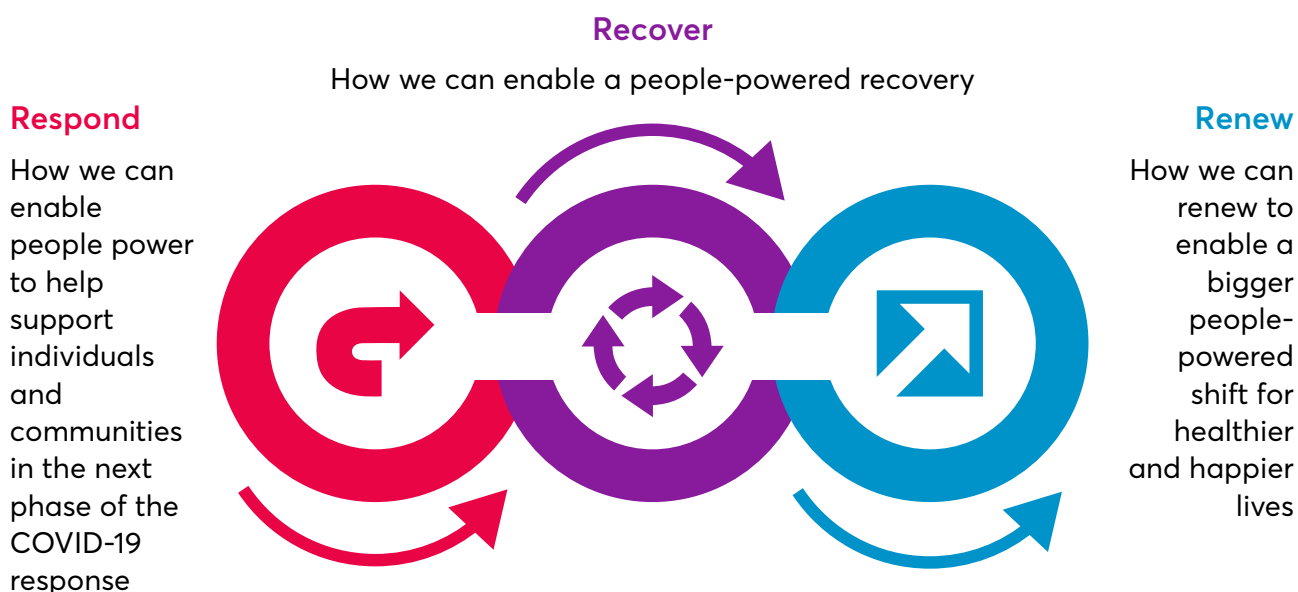 Recover
How we can enable a people-powered recovery
Respond
How we can
enable
people power
to help
support
individuals
and
communities
in the next
phase of the
COVID-19
response
Renew
How we can
renew to
enable a
bigger
people-
powered
shift for
healthier
and happier
lives